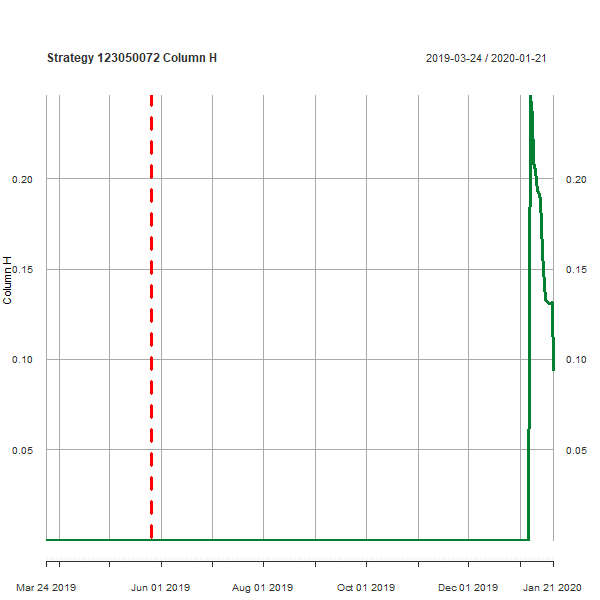 Strategy 123050072 Column H
2019-03-24 / 2020-01-21
0.20
0.20
0.15
0.15
Column H
0.10
0.10
0.05
0.05
Mar 24 2019
Jun 01 2019
Aug 01 2019
Oct 01 2019
Dec 01 2019
Jan 21 2020